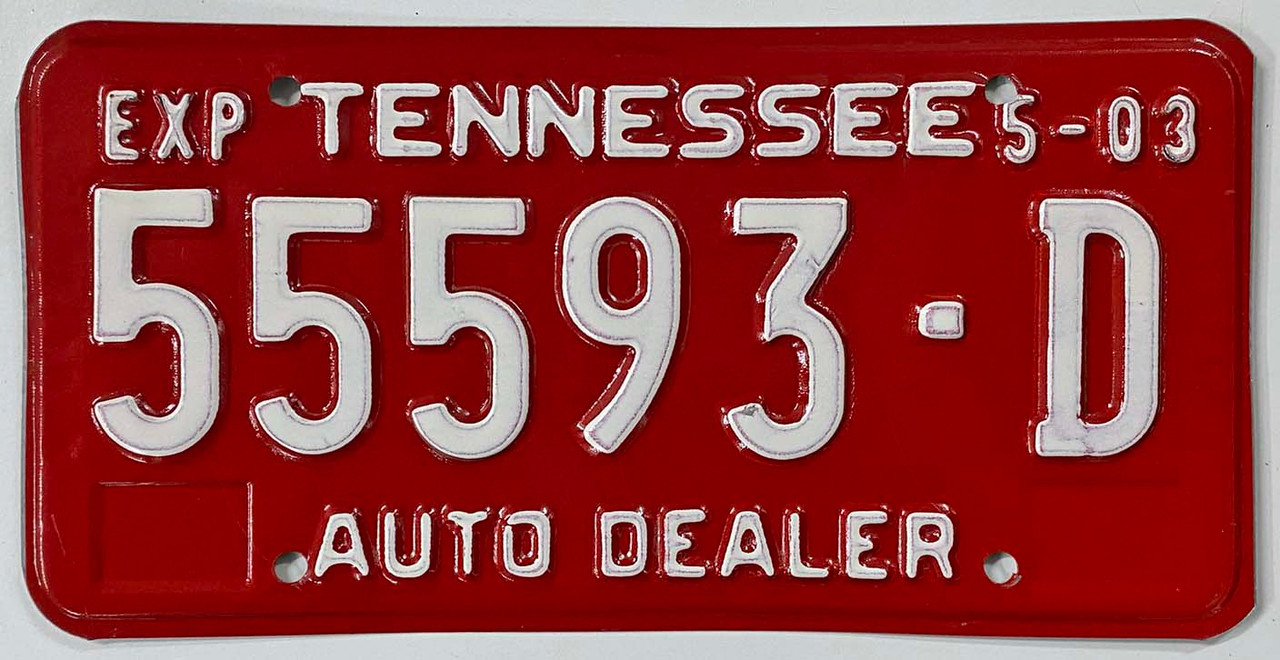 EXP TENNESSEE 5-03
55593-D
AUTO DEALER